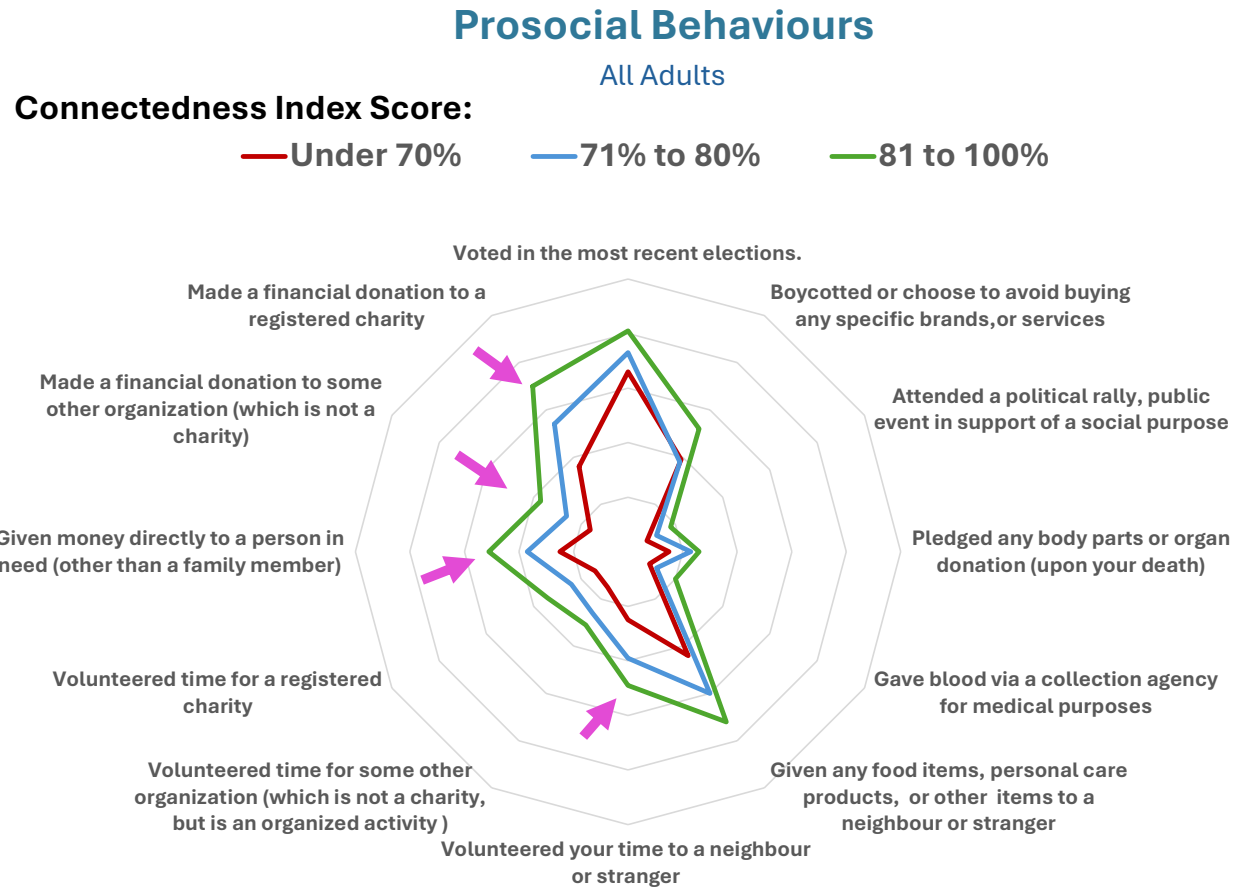 Prosocial Behaviours
All Adults
Connectedness Index Score:
Under 70%
71% to 80%
81 to 100%
Voted in the most recent elections.
Boycotted or choose to avoid buying
any specific brands,or services
Attended a political rally, public
event in support of a social purpose
Pledged any body parts or organ
donation (upon your death)
Gave blood via a collection agency
for medical purposes
Given any food items, personal care
products, or other items to a
neighbour or stranger
Volunteered your time to a neighbour
or stranger
Volunteered time for some other
organization (which is not a charity,
but is an organized activity )
Volunteered time for a registered
charity
Given money directly to a person in
need (other than a family member)
Made a financial donation to some
other organization (which is not a
charity)
Made a financial donation to a
registered charity